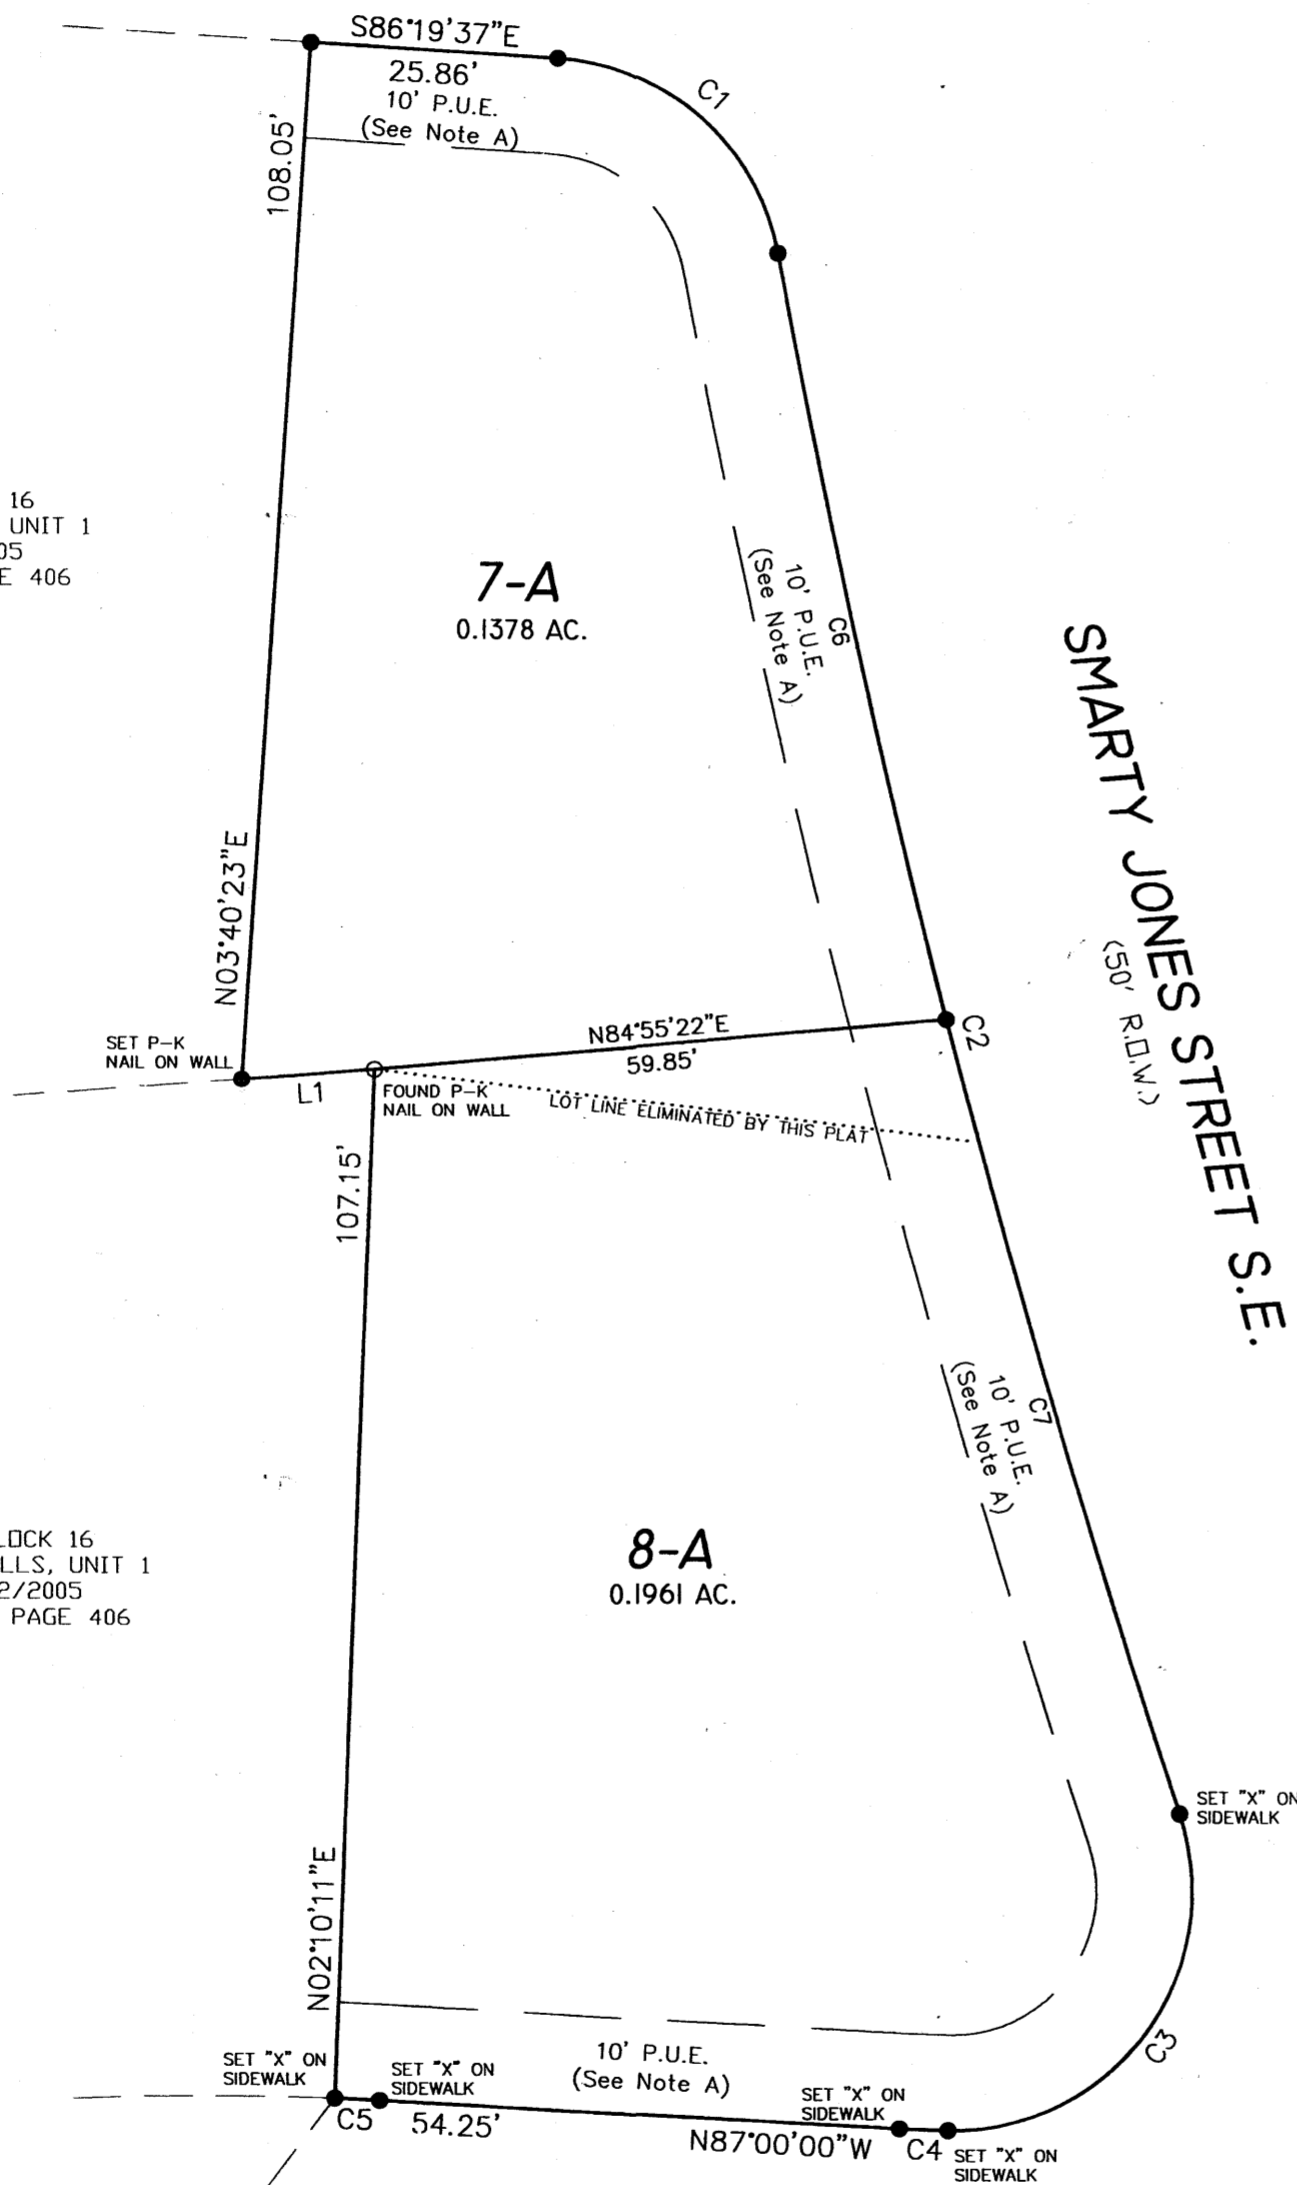 S86°19'37"E
25.86'
10' P.U.E.
(See Note A)
C1
108.05'
16
UNIT 1
05
E 406
7-A
0.1378 AC.
10' P.U.E.
(See Note A)
C6
SMARTY JONES STREET S.E.
(50' R.O.W.)
N03°40'23"E
SET P-K
NAIL ON WALL
L1
FOUND P-K
NAIL ON WALL
N84°55'22"E
59.85'
C2
LOT LINE ELIMINATED BY THIS PLAT
107.15'
10' P.U.E.
(See Note A)
C7
LOCK 16
LLS, UNIT 1
2/2005
PAGE 406
8-A
0.1961 AC.
SET "X" ON
SIDEWALK
N02°10'11"E
C3
10' P.U.E.
(See Note A)
SET "X" ON
SIDEWALK
SET "X" ON
SIDEWALK
SET "X" ON
SIDEWALK
C5
54.25'
N87°00'00"W
C4
SET "X" ON
SIDEWALK